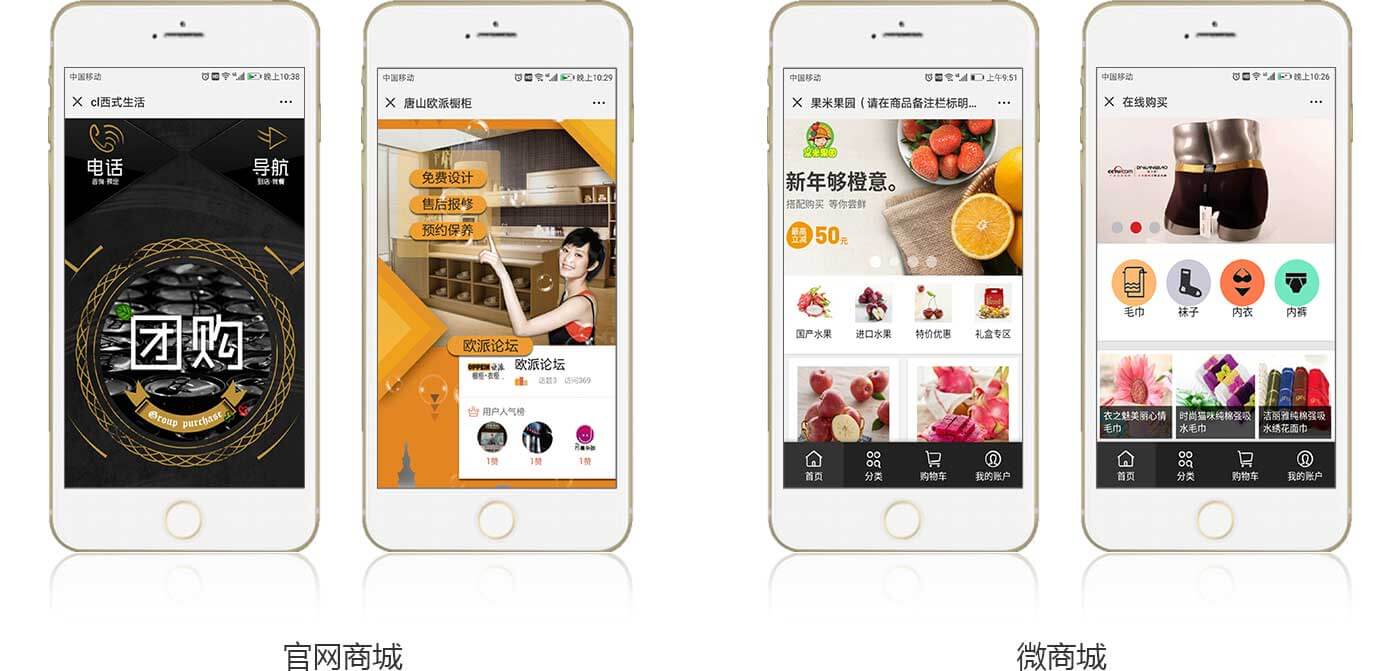 中国移动
晚上10:38
cl西式生活
电话
咨询·预定
导航
到店·就餐
团购
Group purchase
中国移动
晚上10:29
唐山欧派橱柜
免费设计
售后报修
预约保养
欧派论坛
欧派论坛
OPPEIN 欧派
橱柜·衣柜
话题3 访问369
用户人气榜
1赞
1赞
1赞
官网商城
中国移动
上午9:51
果米果园（请在商品备注栏标明...
果米果园
新年够橙意。
搭配购买 等你尝鲜
最高立减 50元
国产水果
进口水果
特价优惠
礼盒专区
首页
分类
购物车
我的账户
中国移动
晚上10:26
在线购买
cctv.com
毛巾
袜子
内衣
内裤
衣之魅美丽心情
毛巾
时尚猫咪纯棉强吸
水毛巾
洁丽雅纯棉强吸
水绣花面巾
首页
分类
购物车
我的账户
微商城